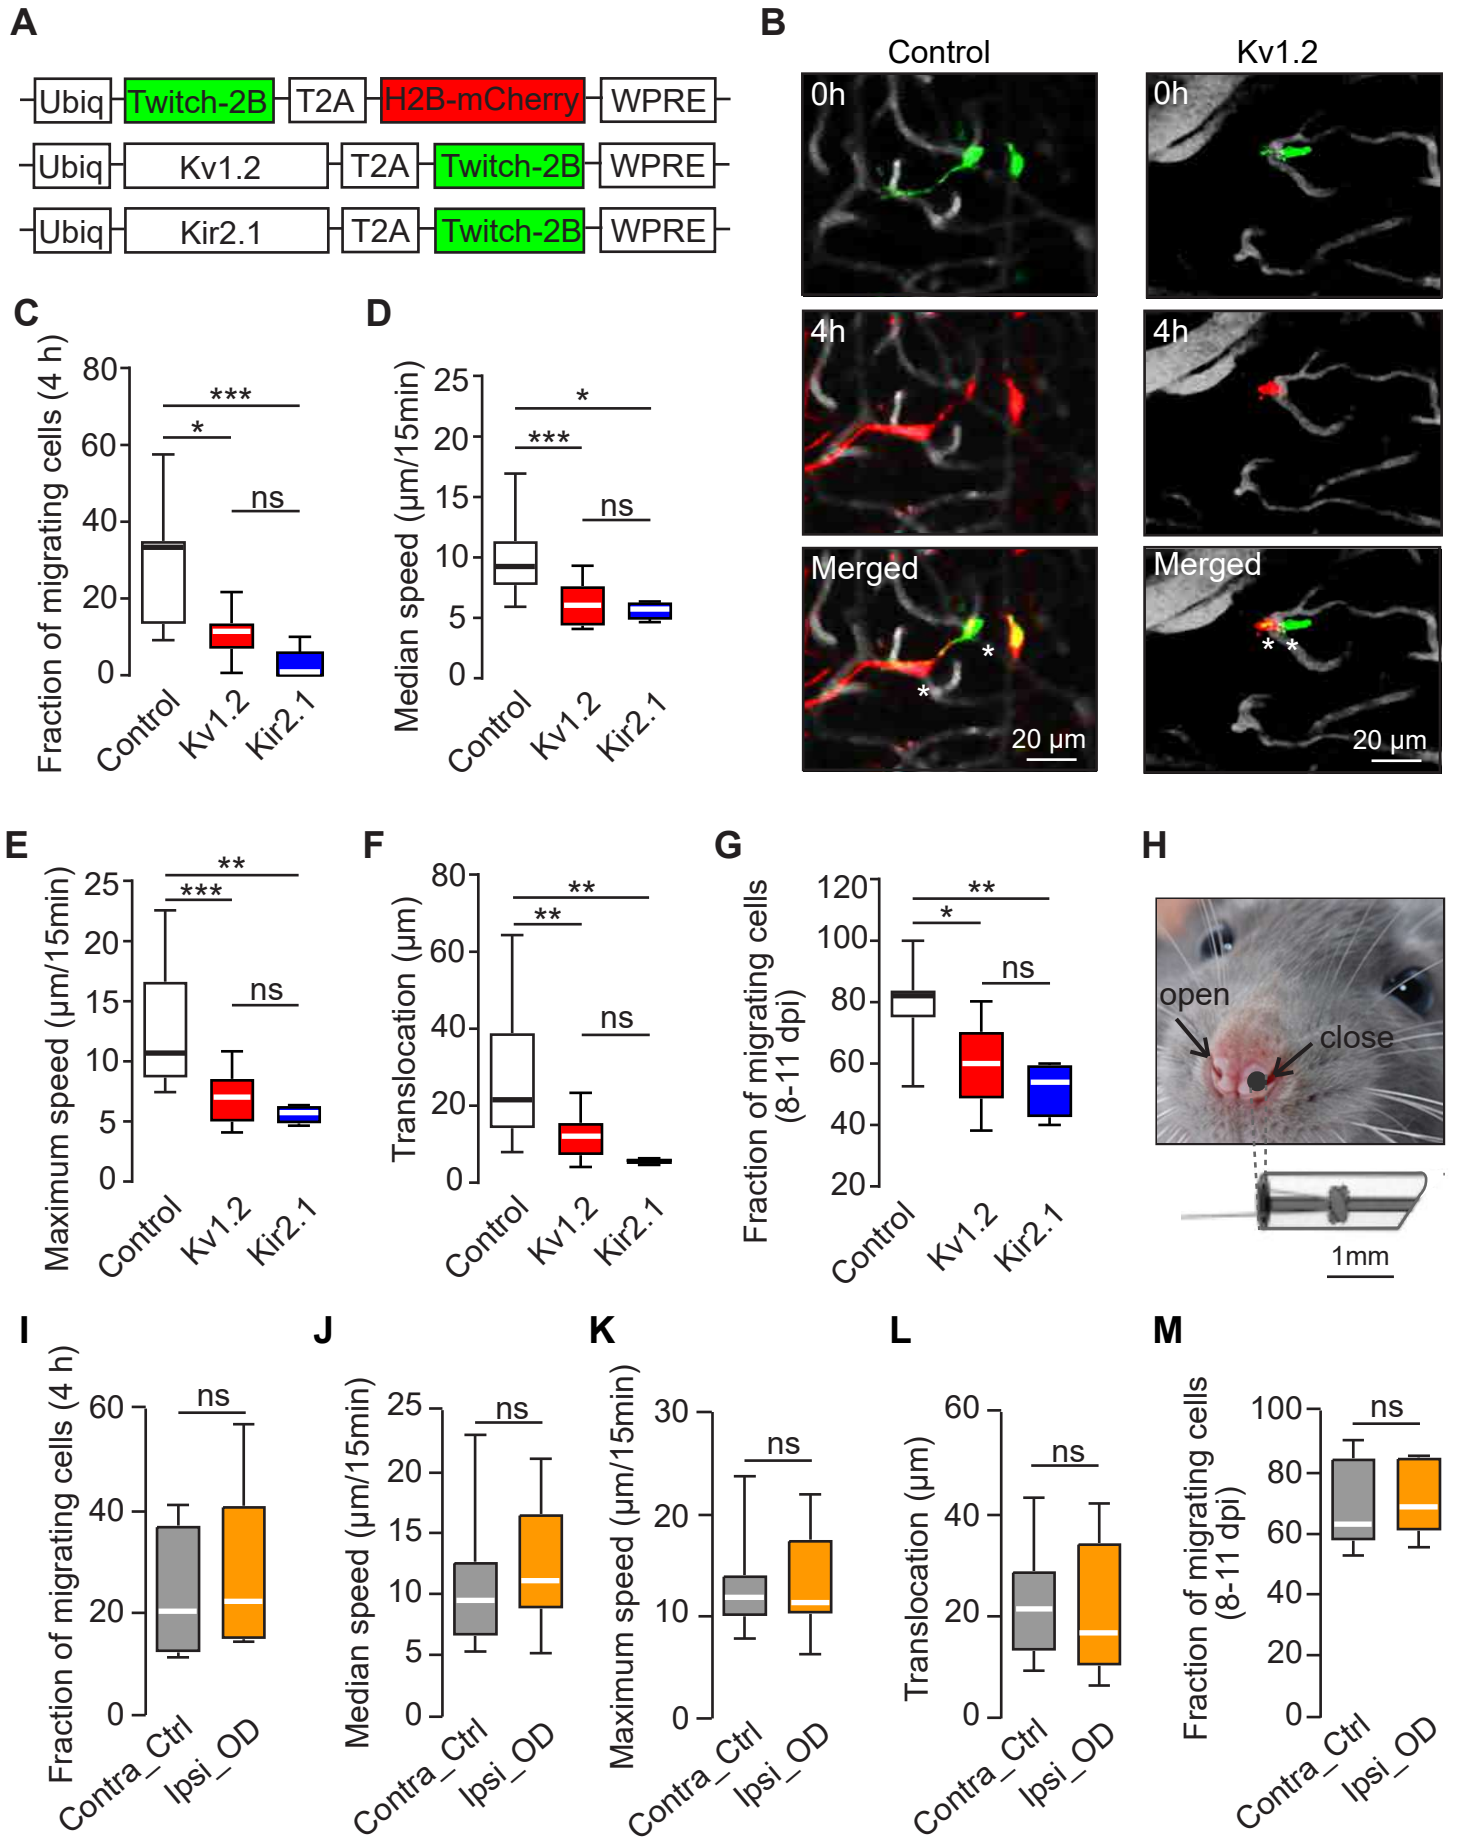 A
Ubiq Twitch-2B T2A H2B-mCherry WPRE
Ubiq Kv1.2 T2A Twitch-2B WPRE
Ubiq Kir2.1 T2A Twitch-2B WPRE
B
Control Kv1.2
0h 0h
4h 4h
Merged Merged
* * * *
20 µm 20 µm
C
Fraction of migrating cells (4 h)
80
60
40
20
0
***
*
ns
Control Kv1.2 Kir2.1
D
Median speed (µm/15min)
25
20
15
10
5
0
*
***
ns
Control Kv1.2 Kir2.1
E
Maximum speed (µm/15min)
25
20
15
10
5
0
**
***
ns
Control Kv1.2 Kir2.1
F
Translocation (µm)
80
60
40
20
0
**
**
ns
Control Kv1.2 Kir2.1
G
Fraction of migrating cells
(8-11 dpi)
120
100
80
60
40
20
**
*
ns
Control Kv1.2 Kir2.1
H
open
close
1mm
I
Fraction of migrating cells (4 h)
60
40
20
0
ns
Contra_Ctrl Ipsi_OD
J
Median speed (µm/15min)
25
20
15
10
5
0
ns
Contra_Ctrl Ipsi_OD
K
Maximum speed (µm/15min)
30
20
10
0
ns
Contra_Ctrl Ipsi_OD
L
Translocation (µm)
60
40
20
0
ns
Contra_Ctrl Ipsi_OD
M
Fraction of migrating cells
(8-11 dpi)
100
80
60
40
20
0
ns
Contra_Ctrl Ipsi_OD